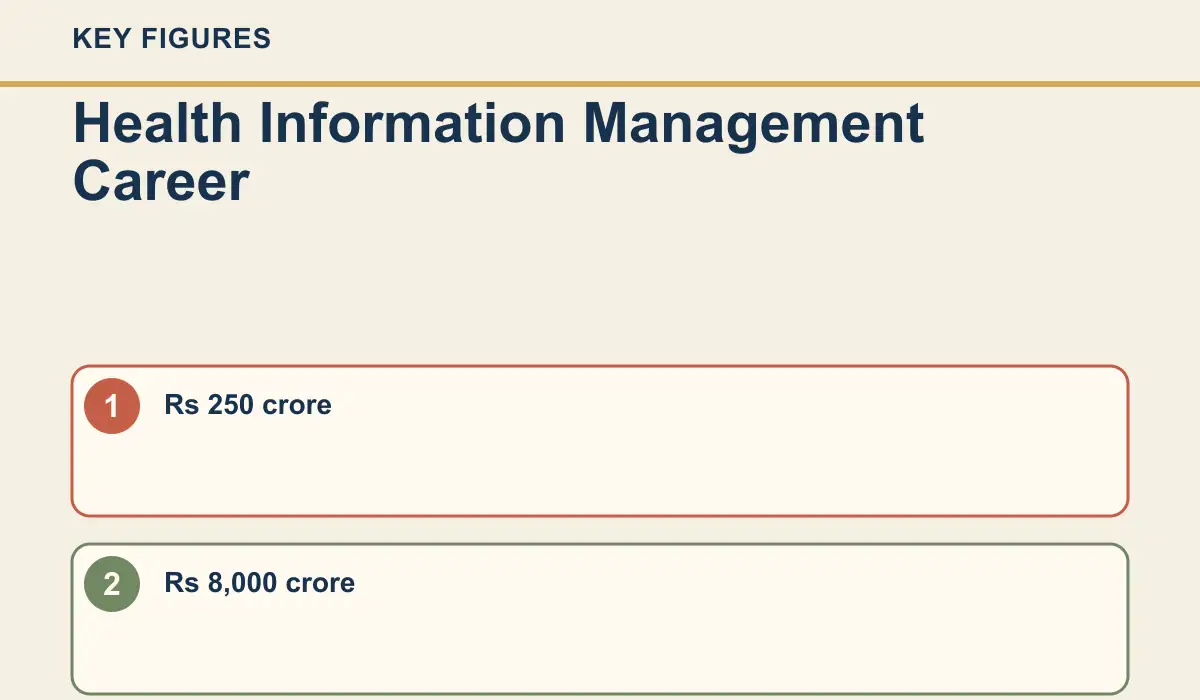 KEY FIGURES
Health Information Management
Career
1
Rs 250 crore
2
Rs 8,000 crore